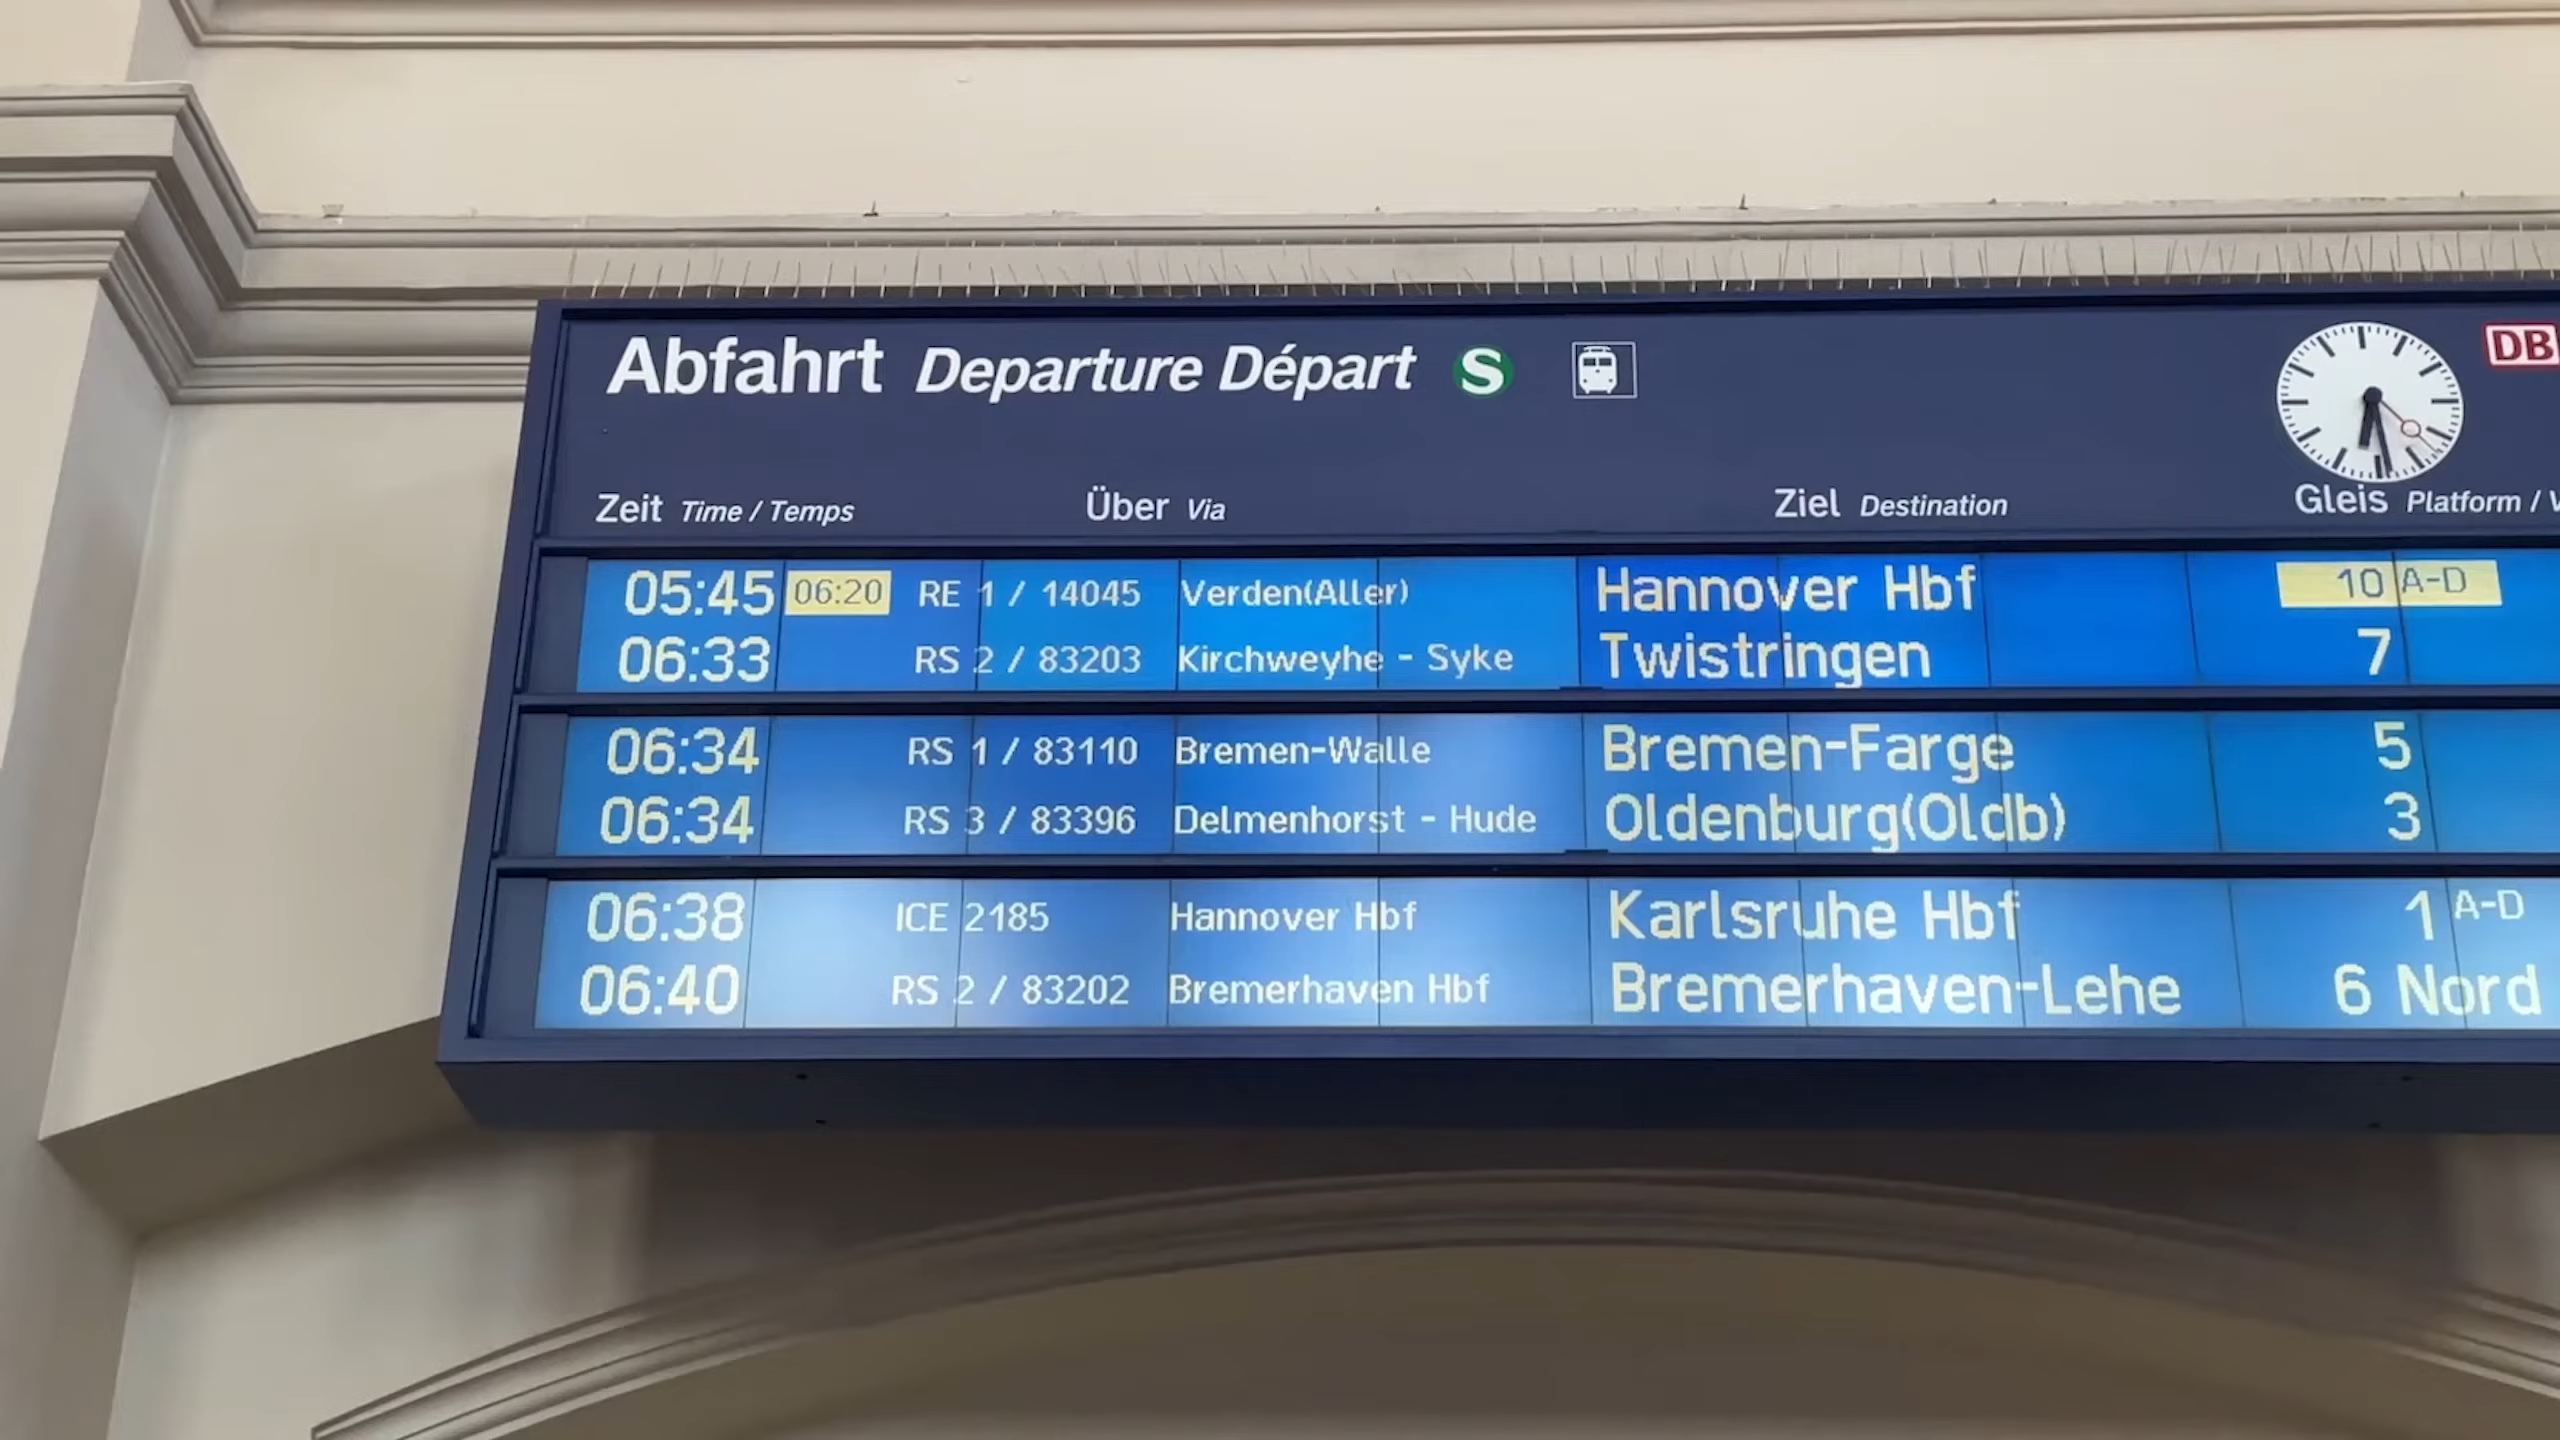 Abfahrt Departure Départ S DB
Zeit Time / Temps Über Via Ziel Destination Gleis Platform / V
05:45 06:20 RE 1 / 14045 Verden(Aller) Hannover Hbf 10 A-D
06:33 RS 2 / 83203 Kirchweyhe - Syke Twistringen 7
06:34 RS 1 / 83110 Bremen-Walle Bremen-Farge 5
06:34 RS 3 / 83396 Delmenhorst - Hude Oldenburg(Oldb) 3
06:38 ICE 2185 Hannover Hbf Karlsruhe Hbf 1 A-D
06:40 RS 2 / 83202 Bremerhaven Hbf Bremerhaven-Lehe 6 Nord